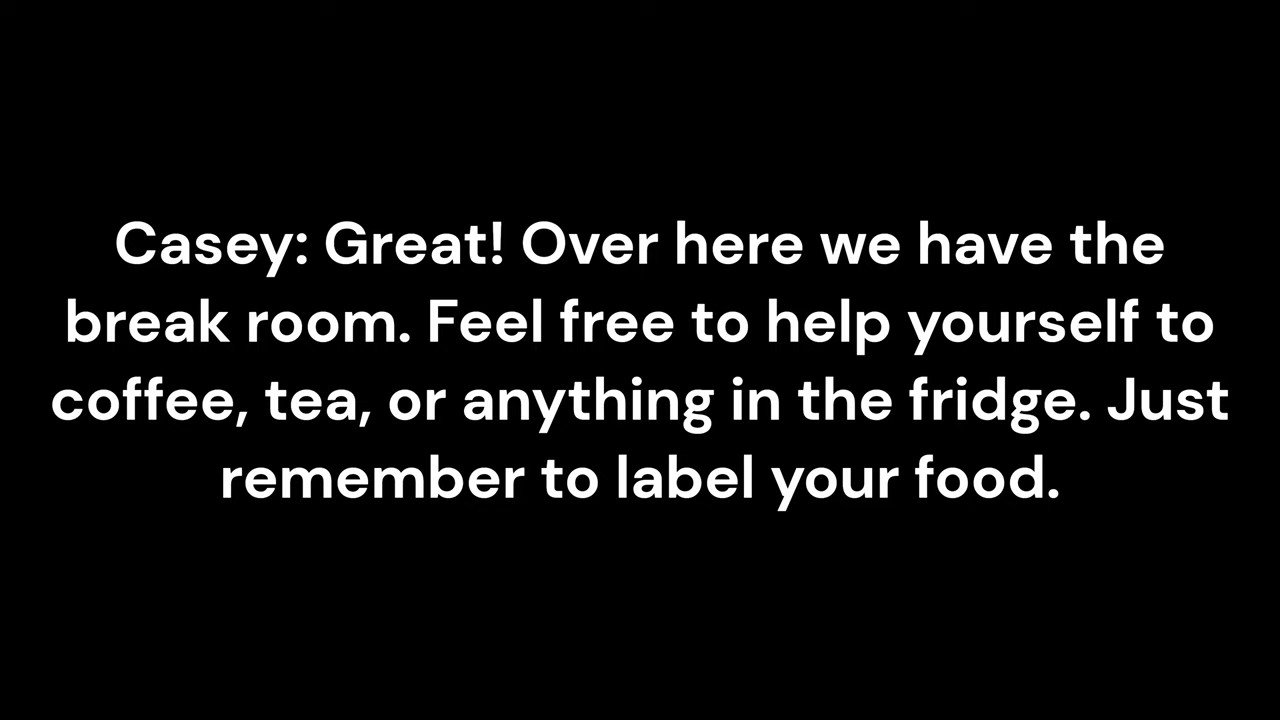 Casey: Great! Over here we have the
break room. Feel free to help yourself to
coffee, tea, or anything in the fridge. Just
remember to label your food.